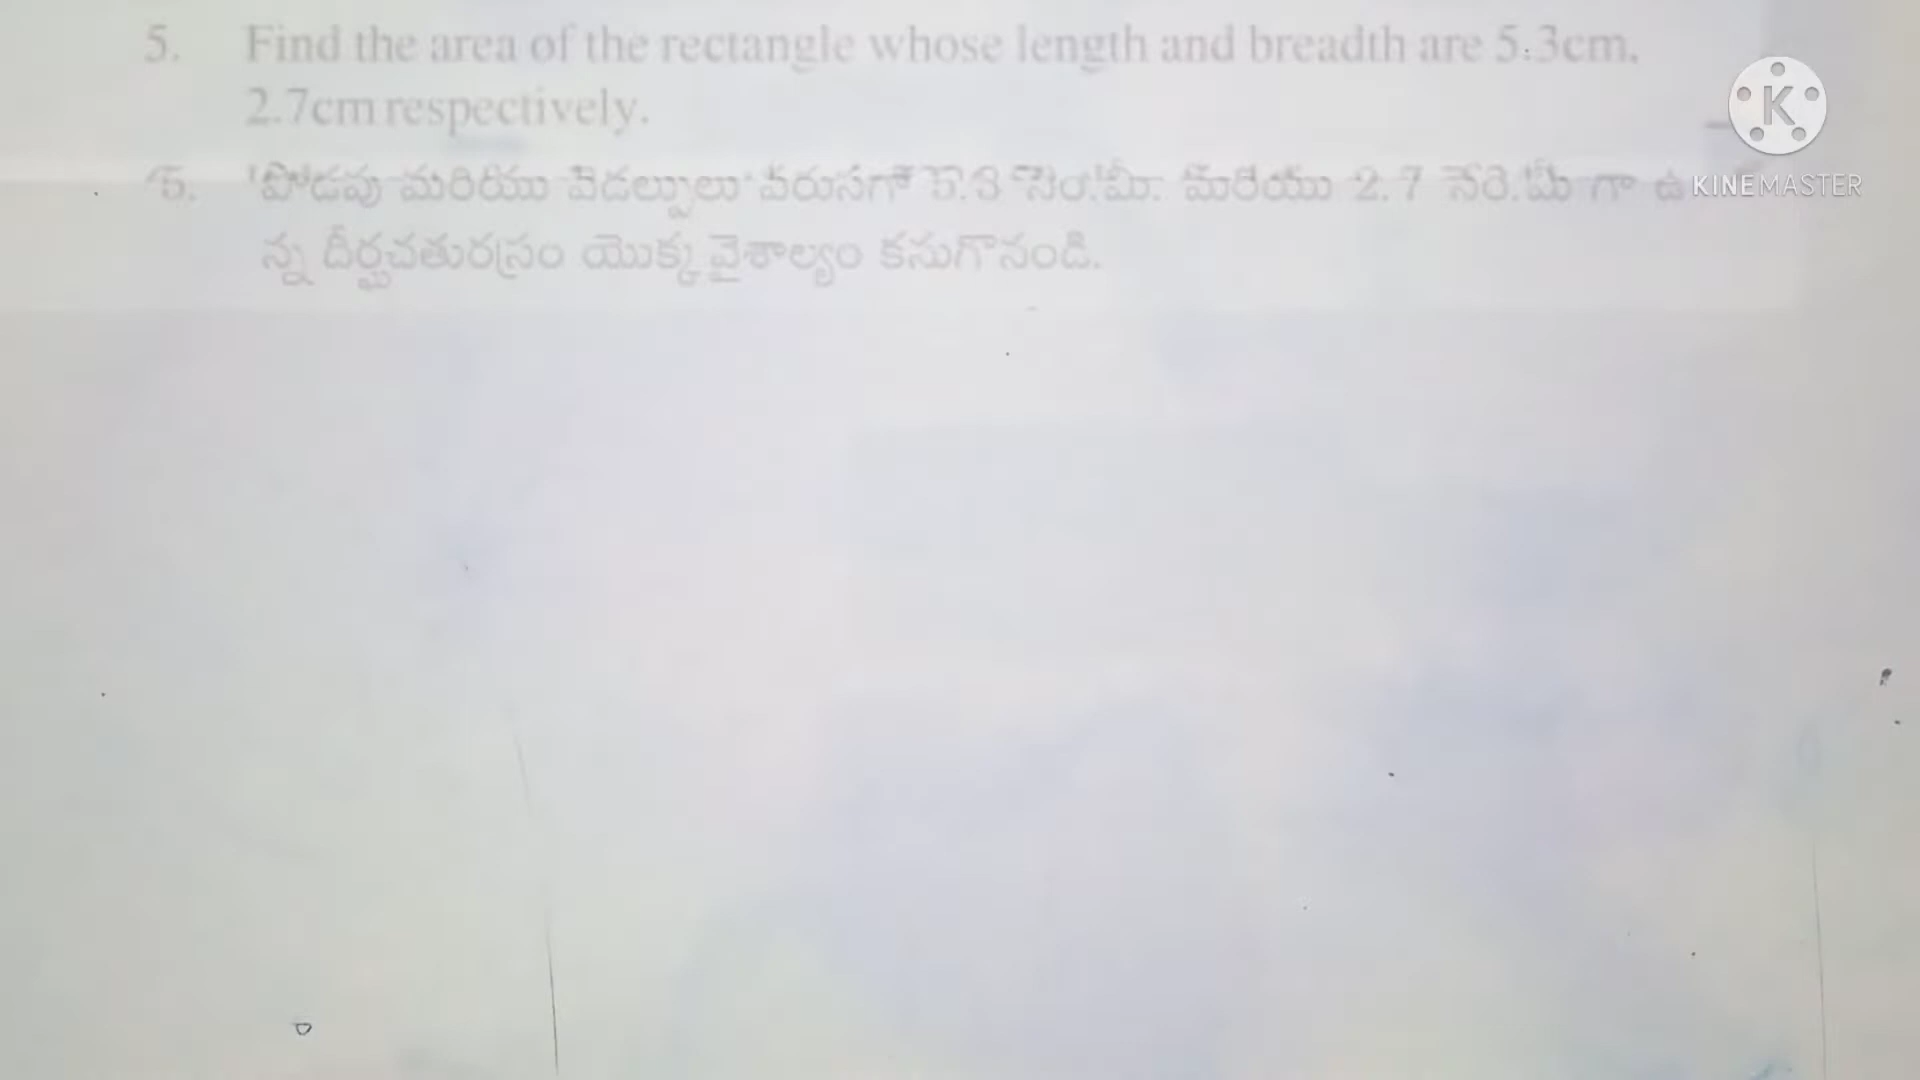 5. Find the area of the rectangle whose length and breadth are 5.3cm,
2.7cm respectively.
5. పొడవు మరియు వెడల్పులు వరుసగా 5.3 సెం.మీ. మరియు 2.7 సెం.మీ గా ఉ
న్న దీర్ఘచతురస్రం యొక్క వైశాల్యం కనుగొనండి.
K
KINEMASTER